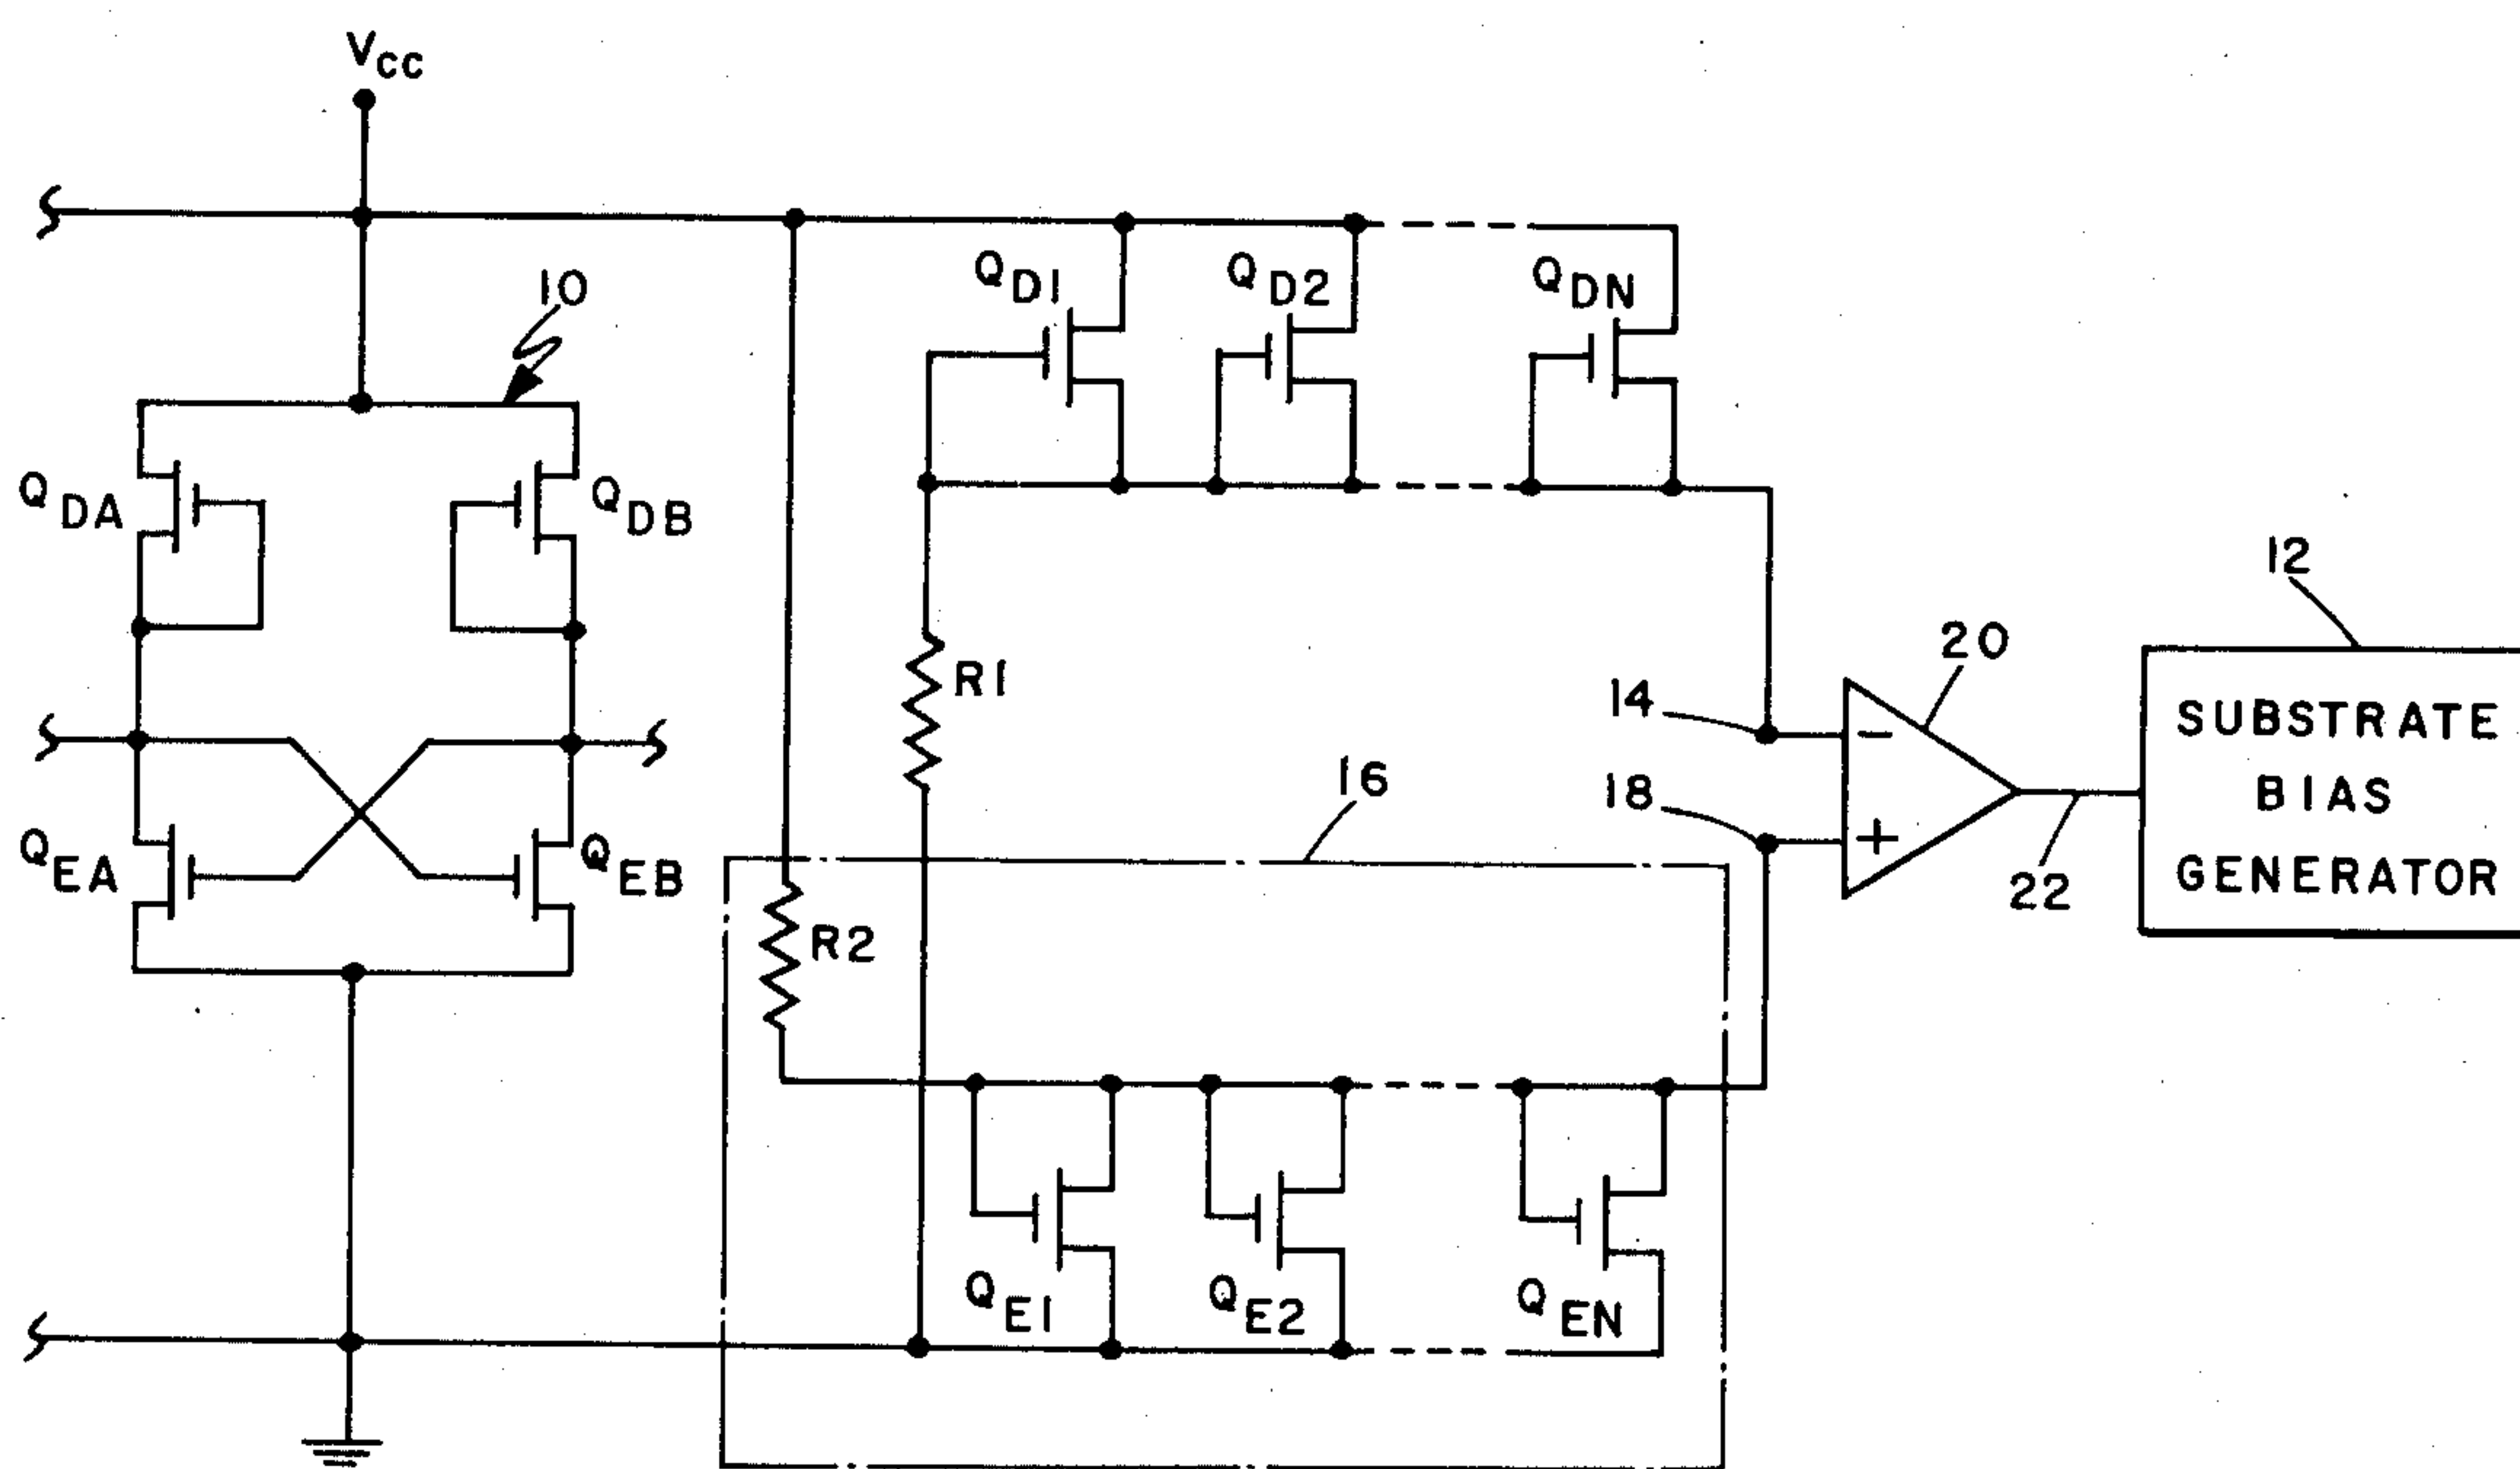 VCC
10
QD1
QD2
QDN
QDA
QDB
R1
14
20
12
SUBSTRATE
BIAS
GENERATOR
16
18
−
+
22
QEA
QEB
R2
QE1
QE2
QEN